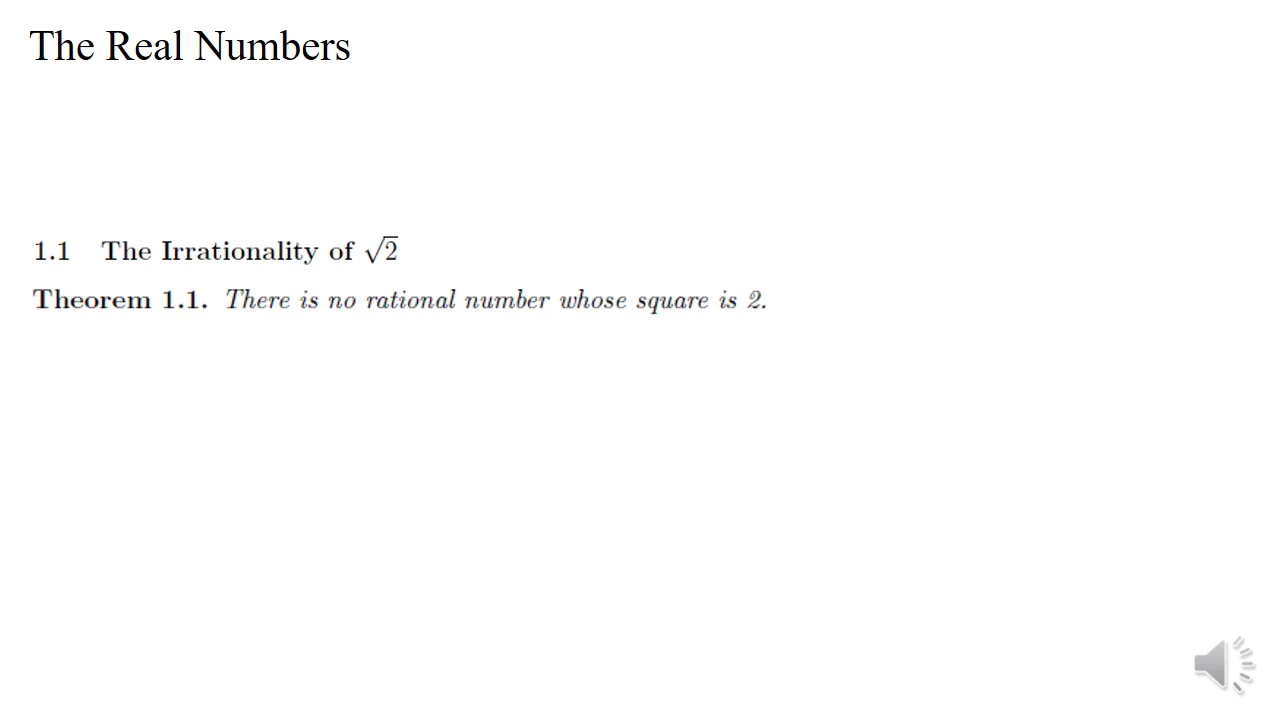 The Real Numbers
1.1 The Irrationality of √2
Theorem 1.1. There is no rational number whose square is 2.